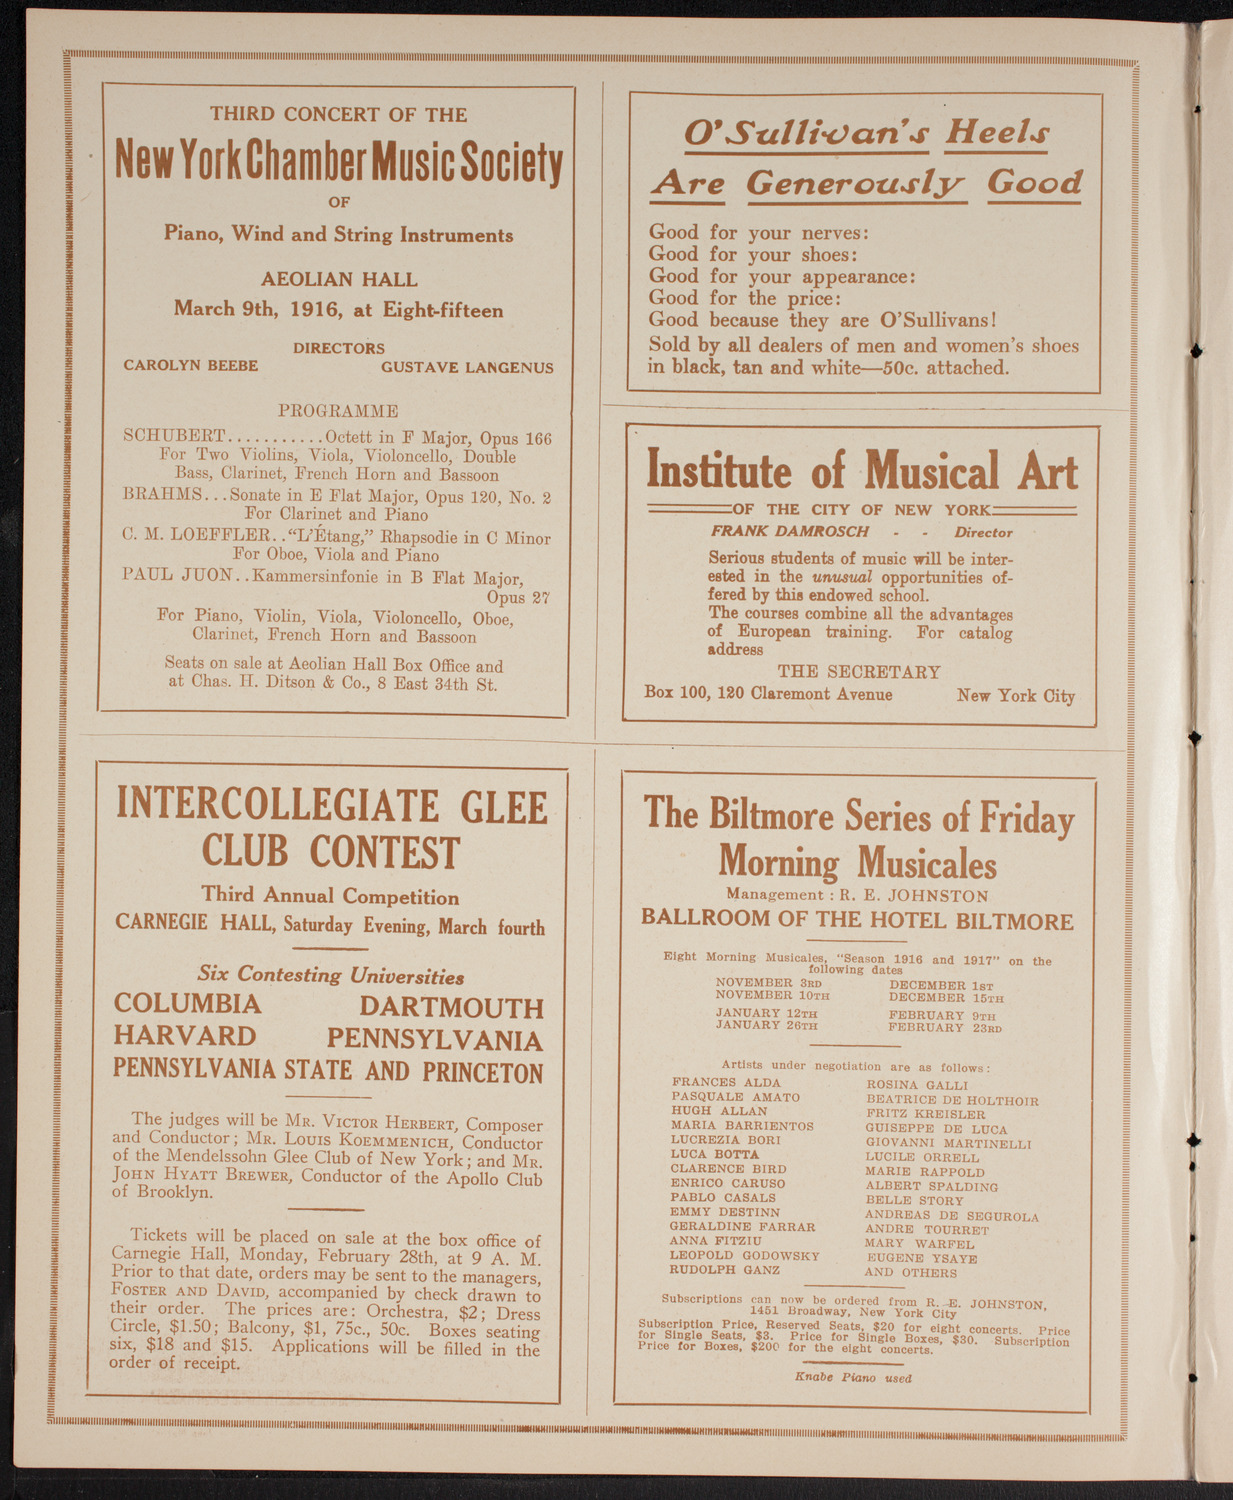 THIRD CONCERT OF THE
New York Chamber Music Society
OF
Piano, Wind and String Instruments
AEOLIAN HALL
March 9th, 1916, at Eight-fifteen
DIRECTORS
CAROLYN BEEBE GUSTAVE LANGENUS
PROGRAMME
SCHUBERT...........Octett in F Major, Opus 166
For Two Violins, Viola, Violoncello, Double
Bass, Clarinet, French Horn and Bassoon
BRAHMS...Sonate in E Flat Major, Opus 120, No. 2
For Clarinet and Piano
C. M. LOEFFLER.."L'Étang," Rhapsodie in C Minor
For Oboe, Viola and Piano
PAUL JUON..Kammersinfonie in B Flat Major,
Opus 27
For Piano, Violin, Viola, Violoncello, Oboe,
Clarinet, French Horn and Bassoon
Seats on sale at Aeolian Hall Box Office and
at Chas. H. Ditson & Co., 8 East 34th St.
O'Sullivan's Heels
Are Generously Good
Good for your nerves:
Good for your shoes:
Good for your appearance:
Good for the price:
Good because they are O'Sullivans!
Sold by all dealers of men and women's shoes
in black, tan and white—50c. attached.
Institute of Musical Art
OF THE CITY OF NEW YORK
FRANK DAMROSCH - - Director
Serious students of music will be inter-
ested in the unusual opportunities of-
fered by this endowed school.
The courses combine all the advantages
of European training. For catalog
address
THE SECRETARY
Box 100, 120 Claremont Avenue New York City
INTERCOLLEGIATE GLEE
CLUB CONTEST
Third Annual Competition
CARNEGIE HALL, Saturday Evening, March fourth
Six Contesting Universities
COLUMBIA DARTMOUTH
HARVARD PENNSYLVANIA
PENNSYLVANIA STATE AND PRINCETON
The judges will be MR. VICTOR HERBERT, Composer
and Conductor; MR. LOUIS KOEMMENICH, Conductor
of the Mendelssohn Glee Club of New York; and MR.
JOHN HYATT BREWER, Conductor of the Apollo Club
of Brooklyn.
Tickets will be placed on sale at the box office of
Carnegie Hall, Monday, February 28th, at 9 A. M.
Prior to that date, orders may be sent to the managers,
FOSTER AND DAVID, accompanied by check drawn to
their order. The prices are: Orchestra, $2; Dress
Circle, $1.50; Balcony, $1, 75c., 50c. Boxes seating
six, $18 and $15. Applications will be filled in the
order of receipt.
The Biltmore Series of Friday
Morning Musicales
Management: R. E. JOHNSTON
BALLROOM OF THE HOTEL BILTMORE
Eight Morning Musicales, "Season 1916 and 1917" on the
following dates
NOVEMBER 3RD DECEMBER 1ST
NOVEMBER 10TH DECEMBER 15TH
JANUARY 12TH FEBRUARY 9TH
JANUARY 26TH FEBRUARY 23RD
Artists under negotiation are as follows:
FRANCES ALDA ROSINA GALLI
PASQUALE AMATO BEATRICE DE HOLTHOIR
HUGH ALLAN FRITZ KREISLER
MARIA BARRIENTOS GUISEPPE DE LUCA
LUCREZIA BORI GIOVANNI MARTINELLI
LUCA BOTTA LUCILE ORRELL
CLARENCE BIRD MARIE RAPPOLD
ENRICO CARUSO ALBERT SPALDING
PABLO CASALS BELLE STORY
EMMY DESTINN ANDREAS DE SEGUROLA
GERALDINE FARRAR ANDRE TOURRET
ANNA FITZIU MARY WARFEL
LEOPOLD GODOWSKY EUGENE YSAYE
RUDOLPH GANZ AND OTHERS
Subscriptions can now be ordered from R. E. JOHNSTON,
1451 Broadway, New York City
Subscription Price, Reserved Seats, $20 for eight concerts. Price
for Single Seats, $3. Price for Single Boxes, $30. Subscription
Price for Boxes, $200 for the eight concerts.
Knabe Piano used